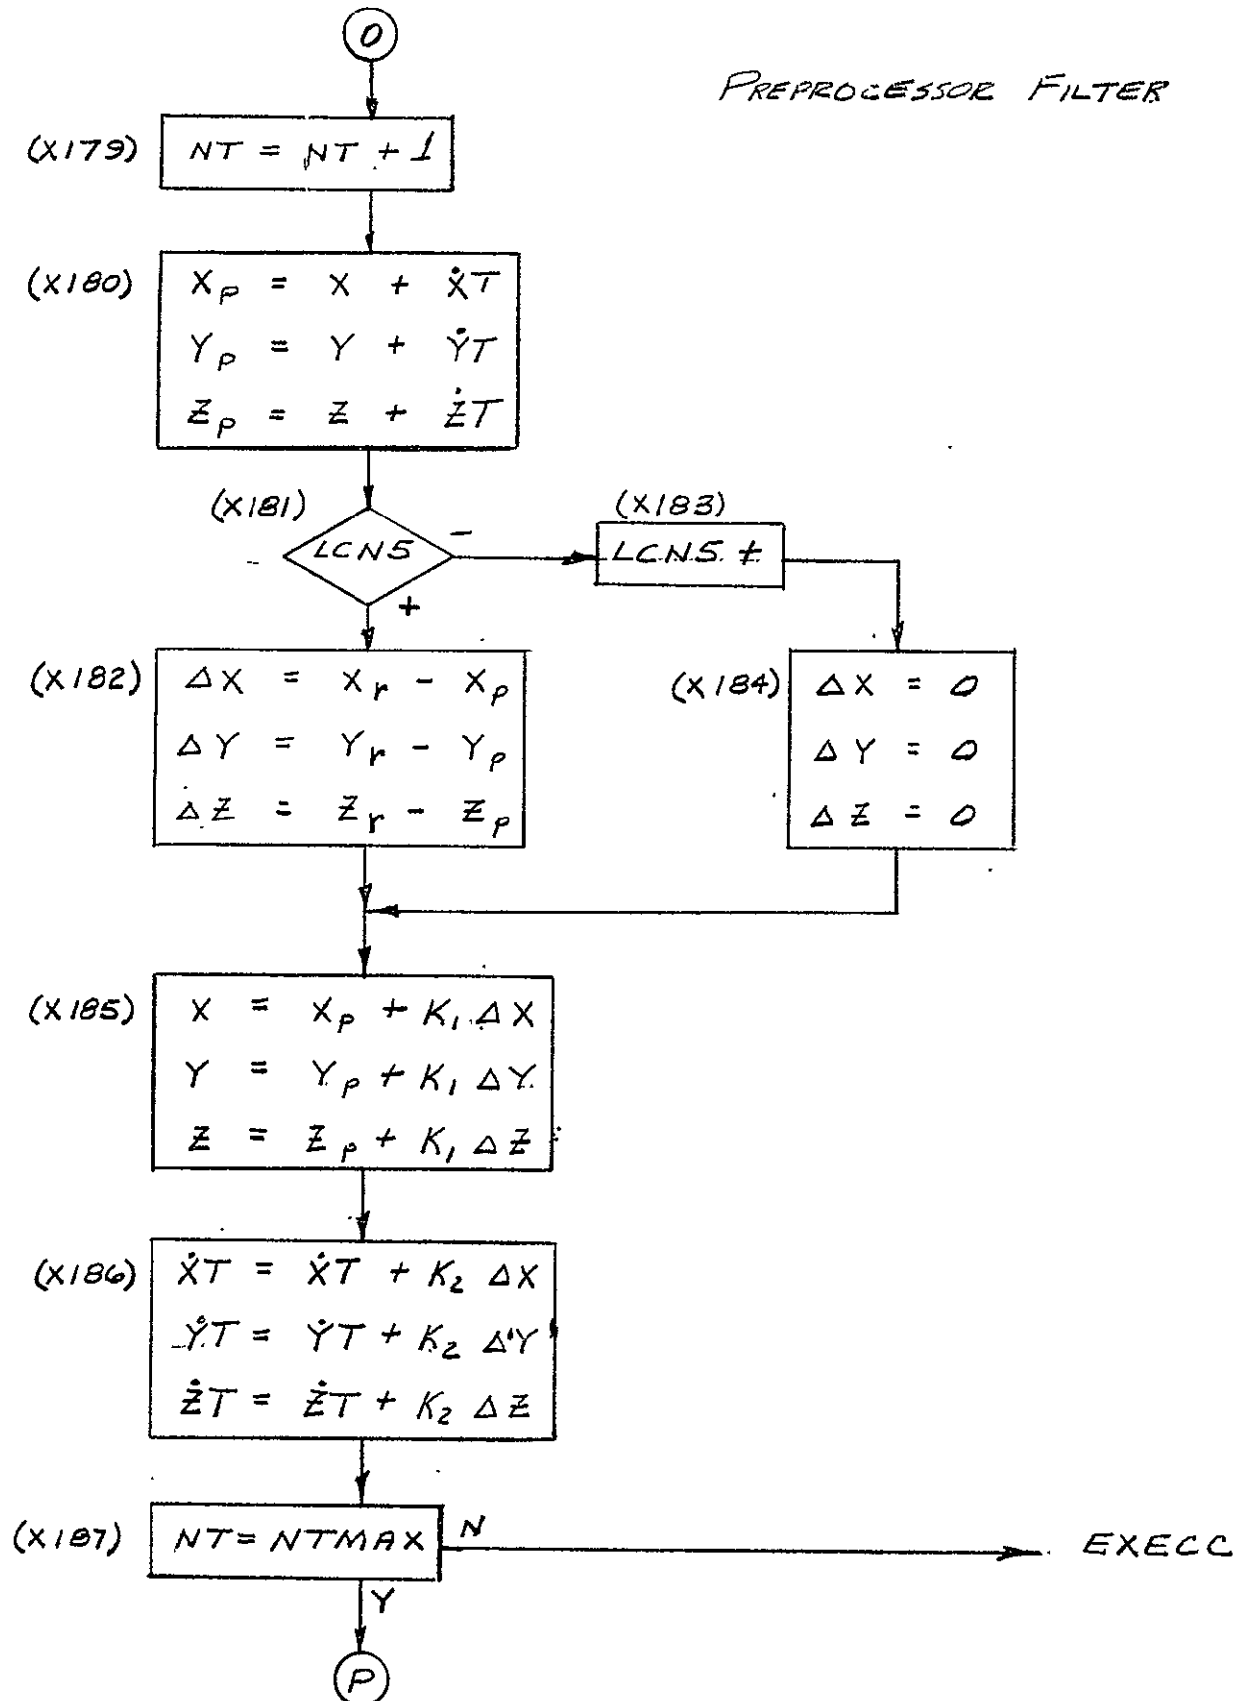 O
PREPROCESSOR FILTER
(X179) NT = NT + 1
(X180) Xp = X + ẊT
Yp = Y + ẎT
Zp = Z + ŻT
(X181) LCN5 -
+
(X183)
LCN5 ±
(X182) ΔX = Xr - Xp
ΔY = Yr - Yp
ΔZ = Zr - Zp
(X184) ΔX = 0
ΔY = 0
ΔZ = 0
(X185) X = Xp + K₁ ΔX
Y = Yp + K₁ ΔY
Z = Zp + K₁ ΔZ
(X186) ẊT = ẊT + K₂ ΔX
ẎT = ẎT + K₂ ΔY
ŻT = ŻT + K₂ ΔZ
(X187) NT = NTMAX N EXECC
Y
P